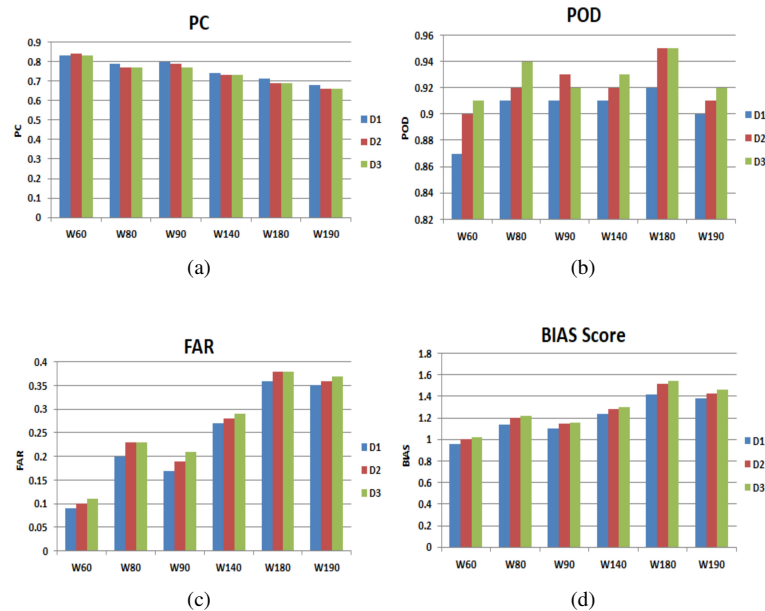 PC
0.9
0.8
0.7
0.6
0.5
0.4
0.3
0.2
0.1
0
PC
W60 W80 W90 W140 W180 W190
D1
D2
D3
(a)
POD
0.96
0.94
0.92
0.9
0.88
0.86
0.84
0.82
POD
W60 W80 W90 W140 W180 W190
D1
D2
D3
(b)
FAR
0.4
0.35
0.3
0.25
0.2
0.15
0.1
0.05
0
FAR
W60 W80 W90 W140 W180 W190
D1
D2
D3
(c)
BIAS Score
1.8
1.6
1.4
1.2
1
0.8
0.6
0.4
0.2
0
BIAS
W60 W80 W90 W140 W180 W190
D1
D2
D3
(d)